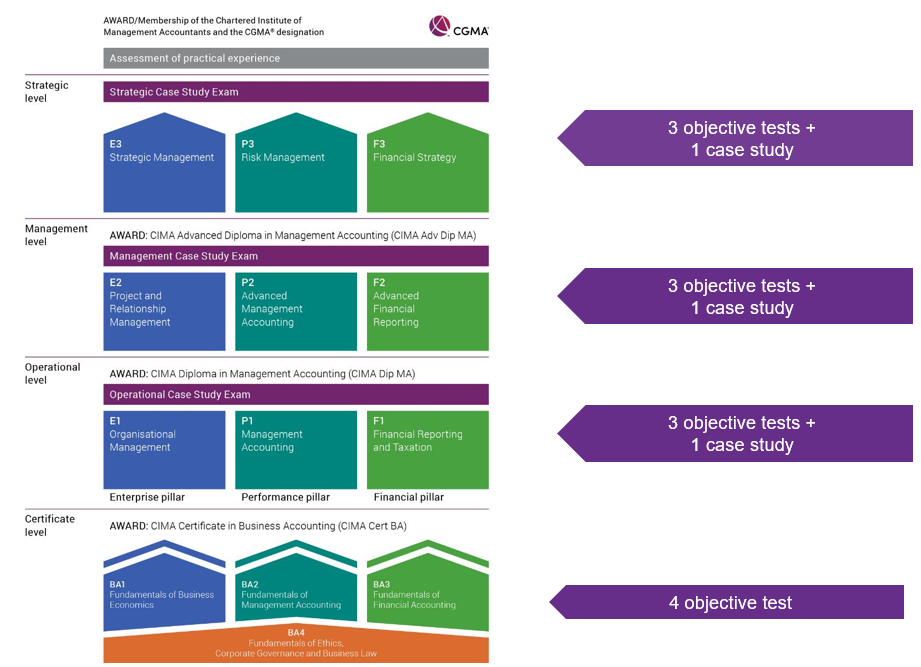 AWARD/Membership of the Chartered Institute of
Management Accountants and the CGMA® designation
CGMA®
Assessment of practical experience
Strategic
level
Strategic Case Study Exam
E3
Strategic Management
P3
Risk Management
F3
Financial Strategy
3 objective tests +
1 case study
Management
level
AWARD: CIMA Advanced Diploma in Management Accounting (CIMA Adv Dip MA)
Management Case Study Exam
E2
Project and
Relationship
Management
P2
Advanced
Management
Accounting
F2
Advanced
Financial
Reporting
3 objective tests +
1 case study
Operational
level
AWARD: CIMA Diploma in Management Accounting (CIMA Dip MA)
Operational Case Study Exam
E1
Organisational
Management
P1
Management
Accounting
F1
Financial Reporting
and Taxation
Enterprise pillar
Performance pillar
Financial pillar
3 objective tests +
1 case study
Certificate
level
AWARD: CIMA Certificate in Business Accounting (CIMA Cert BA)
BA1
Fundamentals of Business
Economics
BA2
Fundamentals of
Management Accounting
BA3
Fundamentals of
Financial Accounting
BA4
Fundamentals of Ethics,
Corporate Governance and Business Law
4 objective test